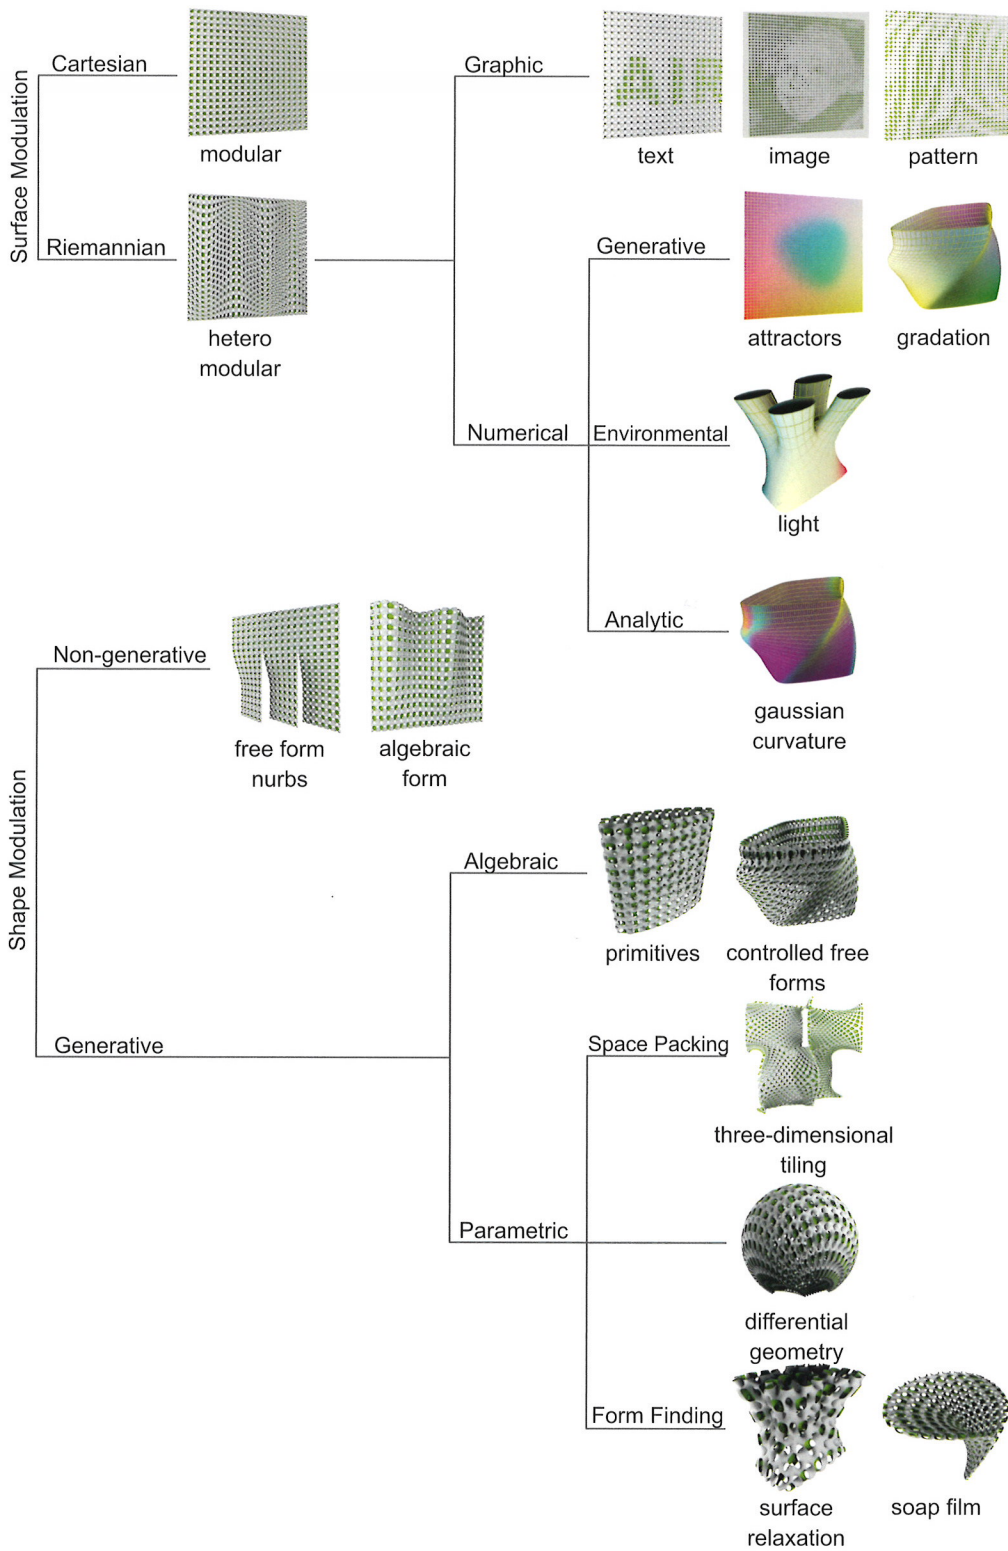 Surface Modulation
Cartesian
modular
Riemannian
hetero
modular
Graphic
text
image
pattern
AIR
Numerical
Generative
attractors
gradation
Environmental
light
Analytic
gaussian
curvature
Shape Modulation
Non-generative
free form
nurbs
algebraic
form
Generative
Algebraic
primitives
controlled free
forms
Parametric
Space Packing
three-dimensional
tiling
differential
geometry
Form Finding
surface
relaxation
soap film